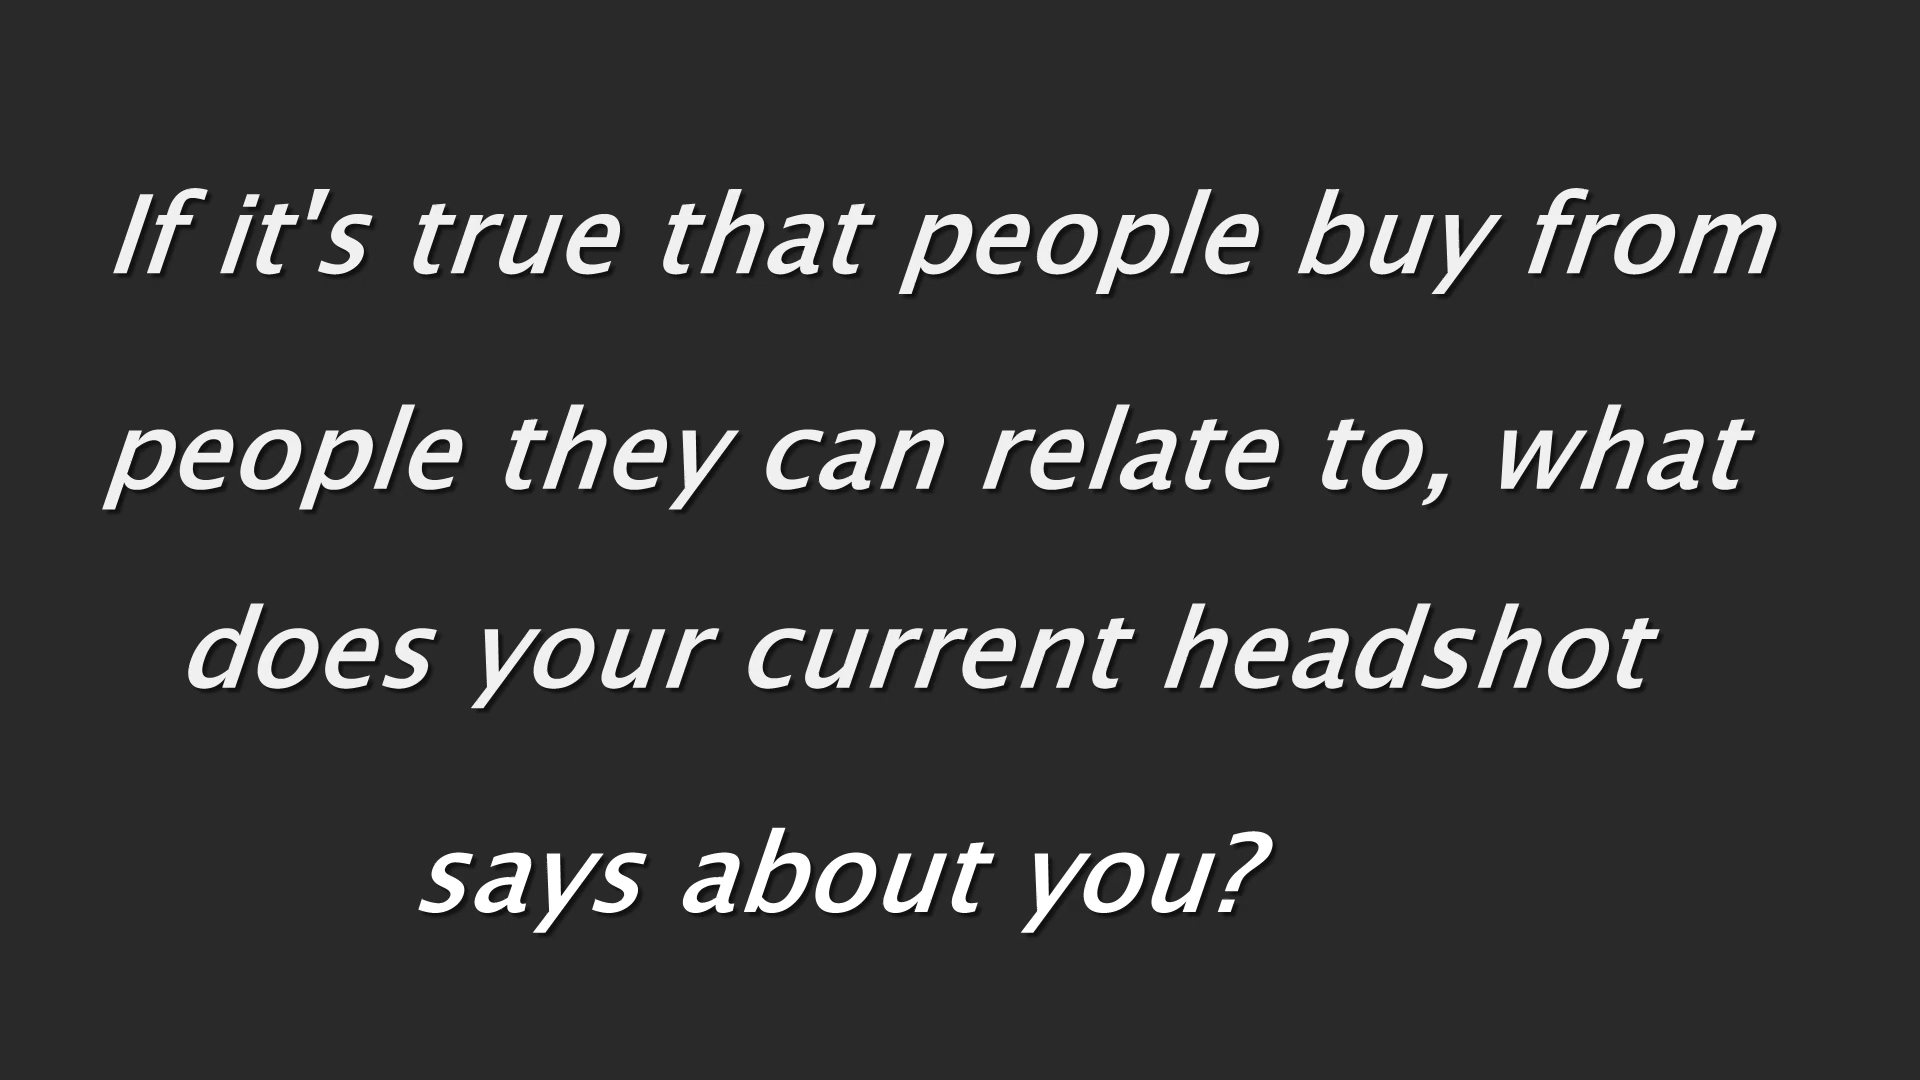 If it's true that people buy from
people they can relate to, what
does your current headshot
says about you?